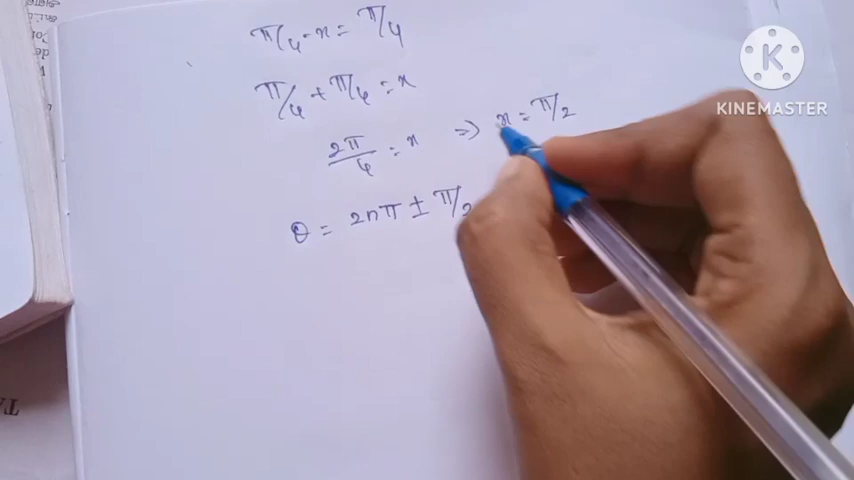 π/4 - x = π/4
π/4 + π/4 = x
2π/4 = x ⇒ x = π/2
θ = 2nπ ± π/2
K
KINEMASTER